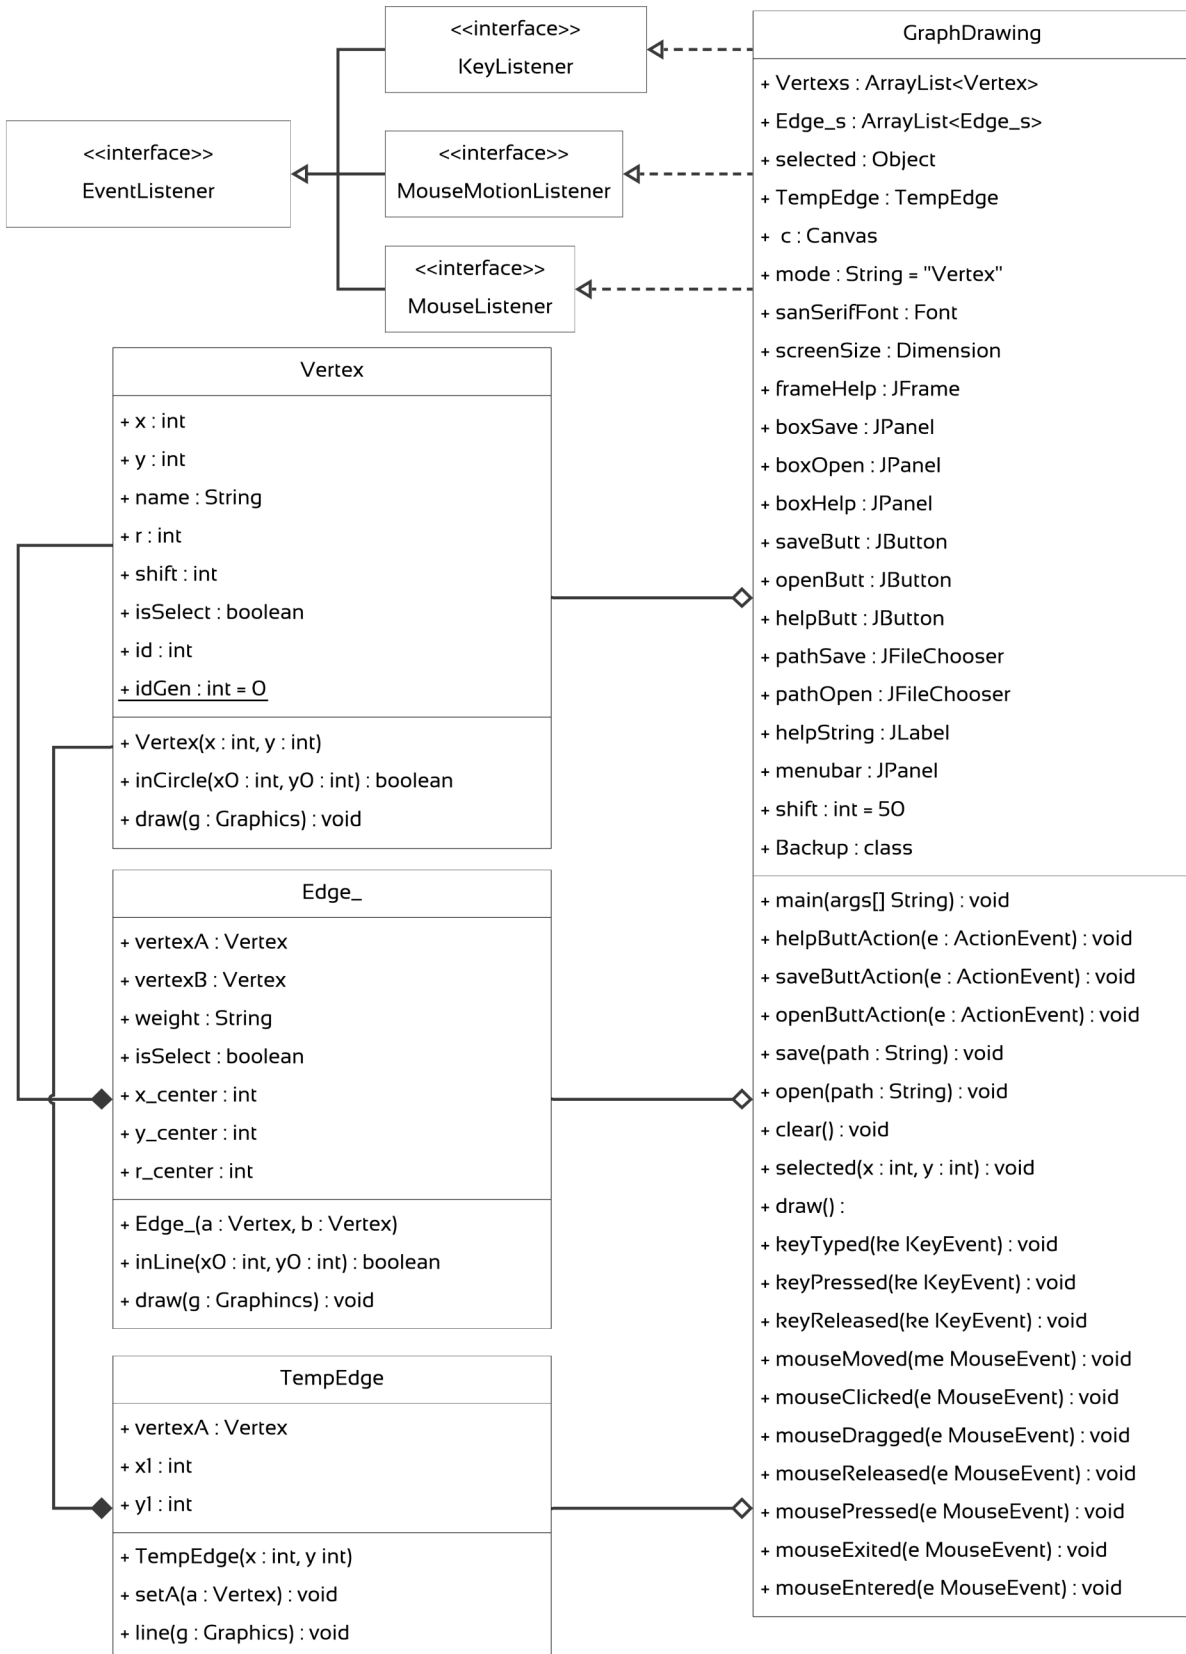 <<interface>>
KeyListener
<<interface>>
EventListener
<<interface>>
MouseMotionListener
<<interface>>
MouseListener
GraphDrawing
+ Vertexs : ArrayList<Vertex>
+ Edge_s : ArrayList<Edge_s>
+ selected : Object
+ TempEdge : TempEdge
+ c : Canvas
+ mode : String = "Vertex"
+ sanSerifFont : Font
+ screenSize : Dimension
+ frameHelp : JFrame
+ boxSave : JPanel
+ boxOpen : JPanel
+ boxHelp : JPanel
+ saveButt : JButton
+ openButt : JButton
+ helpButt : JButton
+ pathSave : JFileChooser
+ pathOpen : JFileChooser
+ helpString : JLabel
+ menubar : JPanel
+ shift : int = 50
+ Backup : class
+ main(args[] String) : void
+ helpButtAction(e : ActionEvent) : void
+ saveButtAction(e : ActionEvent) : void
+ openButtAction(e : ActionEvent) : void
+ save(path : String) : void
+ open(path : String) : void
+ clear() : void
+ selected(x : int, y : int) : void
+ draw() :
+ keyTyped(ke KeyEvent) : void
+ keyPressed(ke KeyEvent) : void
+ keyReleased(ke KeyEvent) : void
+ mouseMoved(me MouseEvent) : void
+ mouseClicked(e MouseEvent) : void
+ mouseDragged(e MouseEvent) : void
+ mouseReleased(e MouseEvent) : void
+ mousePressed(e MouseEvent) : void
+ mouseExited(e MouseEvent) : void
+ mouseEntered(e MouseEvent) : void
Vertex
+ x : int
+ y : int
+ name : String
+ r : int
+ shift : int
+ isSelect : boolean
+ id : int
+ idGen : int = 0
+ Vertex(x : int, y : int)
+ inCircle(x0 : int, y0 : int) : boolean
+ draw(g : Graphics) : void
Edge_
+ vertexA : Vertex
+ vertexB : Vertex
+ weight : String
+ isSelect : boolean
+ x_center : int
+ y_center : int
+ r_center : int
+ Edge_(a : Vertex, b : Vertex)
+ inLine(x0 : int, y0 : int) : boolean
+ draw(g : Graphincs) : void
TempEdge
+ vertexA : Vertex
+ x1 : int
+ y1 : int
+ TempEdge(x : int, y int)
+ setA(a : Vertex) : void
+ line(g : Graphics) : void